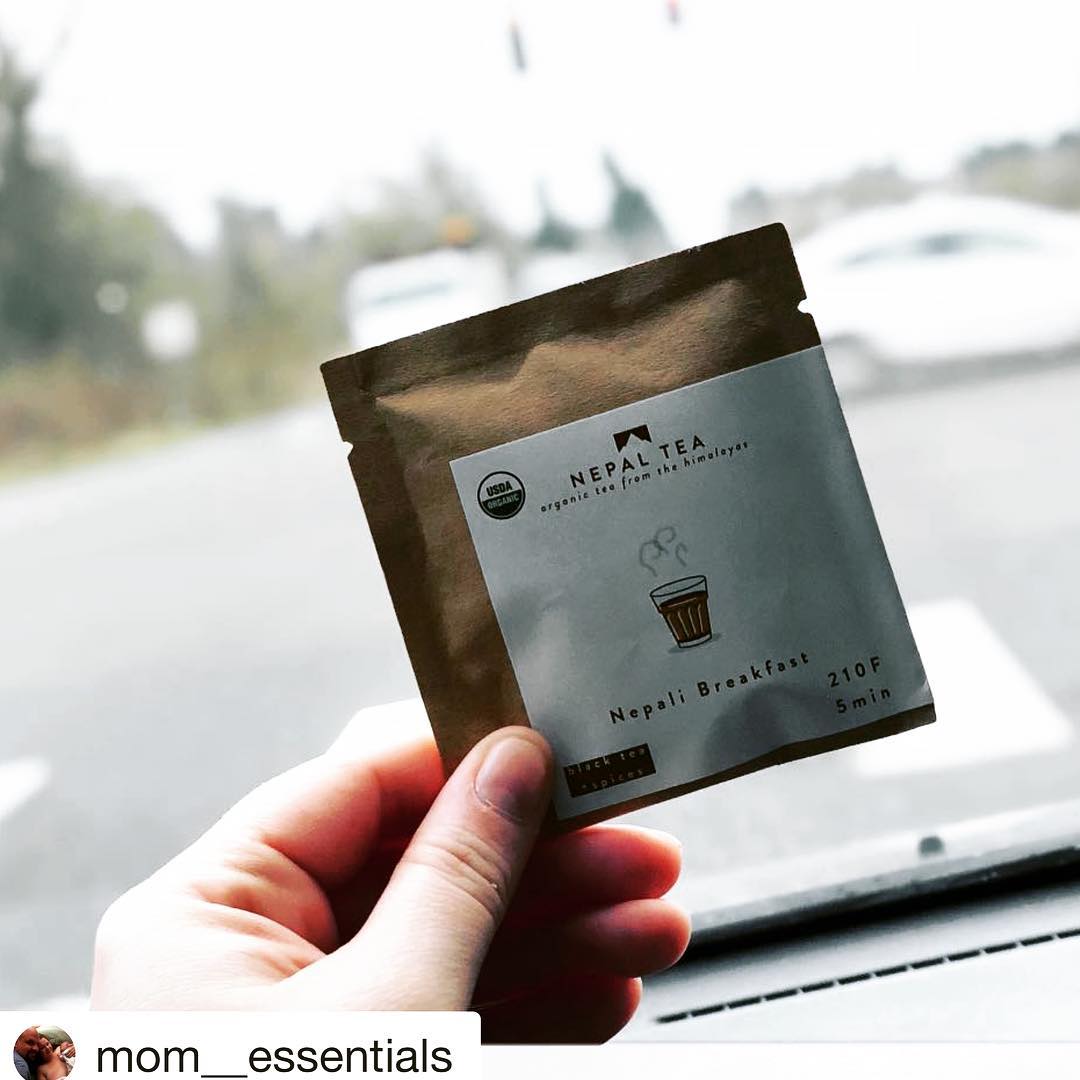 NEPAL TEA
organic tea from the himalayas
USDA
ORGANIC
Nepali Breakfast
210F
5min
black tea
+spices
mom__essentials